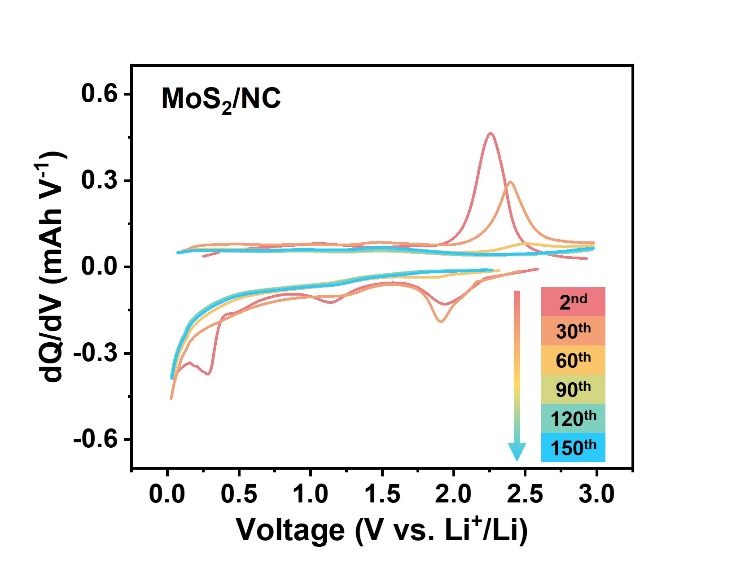 MoS₂/NC
0.6
0.3
0.0
-0.3
-0.6
dQ/dV (mAh V⁻¹)
2ⁿᵈ
30ᵗʰ
60ᵗʰ
90ᵗʰ
120ᵗʰ
150ᵗʰ
0.0 0.5 1.0 1.5 2.0 2.5 3.0
Voltage (V vs. Li⁺/Li)